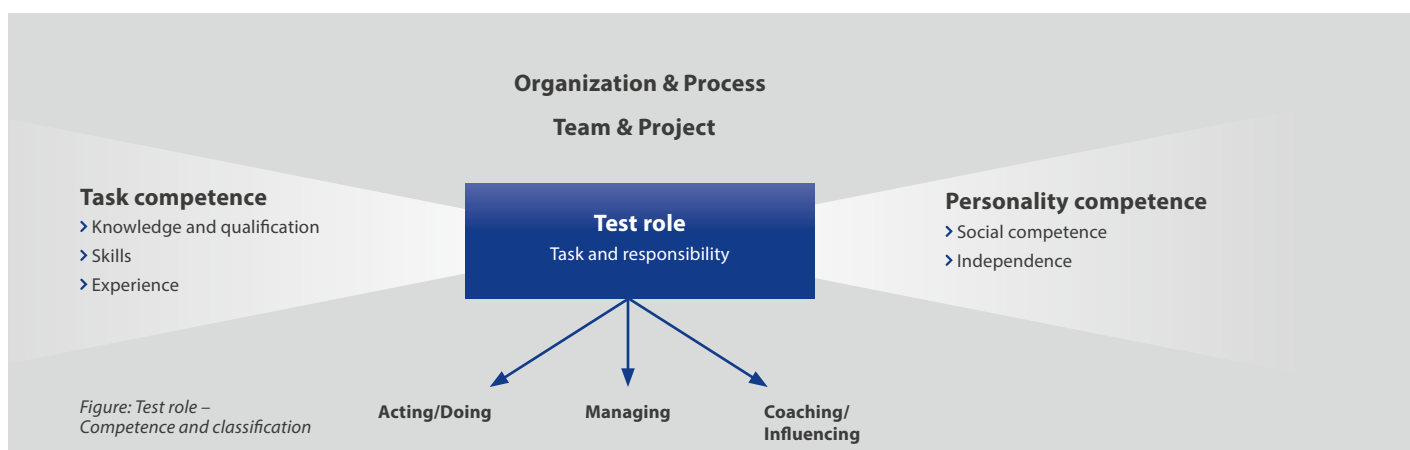 Organization & Process
Team & Project
Task competence
> Knowledge and qualification
> Skills
> Experience
Test role
Task and responsibility
Personality competence
> Social competence
> Independence
Acting/Doing
Managing
Coaching/
Influencing
Figure: Test role –
Competence and classification